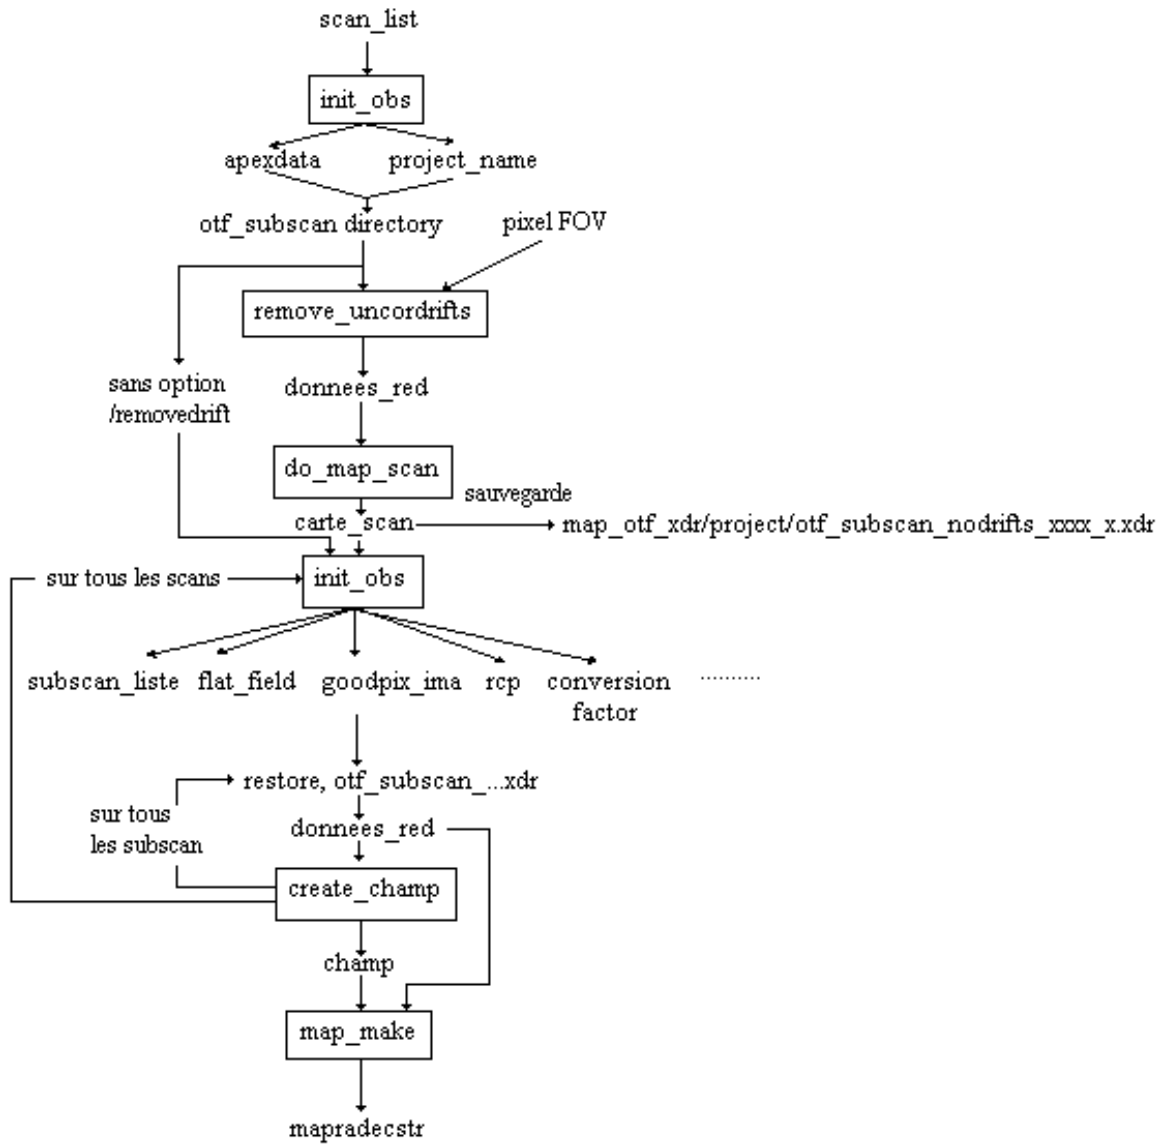 scan_list
init_obs
apexdata
project_name
otf_subscan directory
pixel FOV
remove_uncordrifts
sans option
/removedrift
donnees_red
do_map_scan
sauvegarde
carte_scan
map_otf_xdr/project/otf_subscan_nodrifts_xxxx_x.xdr
sur tous les scans
init_obs
subscan_liste
flat_field
goodpix_ima
rcp
conversion
factor
..........
restore, otf_subscan_...xdr
sur tous
les subscan
donnees_red
create_champ
champ
map_make
mapradecstr